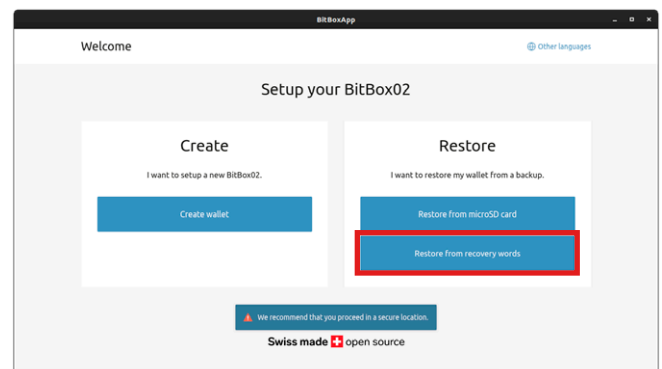 BitBoxApp
Welcome
Other languages
Setup your BitBox02
Create
I want to setup a new BitBox02.
Create wallet
Restore
I want to restore my wallet from a backup.
Restore from microSD card
Restore from recovery words
We recommend that you proceed in a secure location.
Swiss made open source